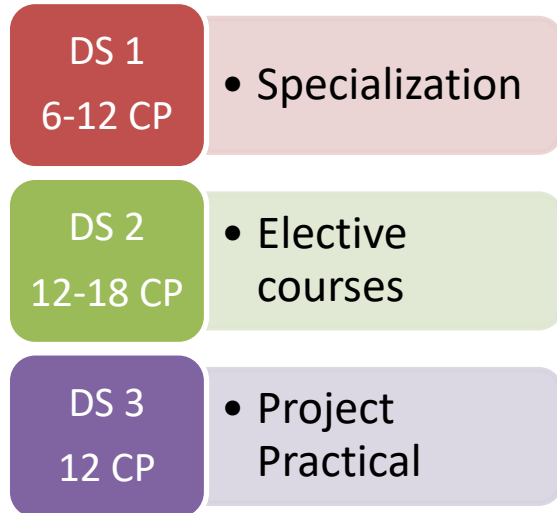 DS 1
6-12 CP
• Specialization
DS 2
12-18 CP
• Elective
courses
DS 3
12 CP
• Project
Practical